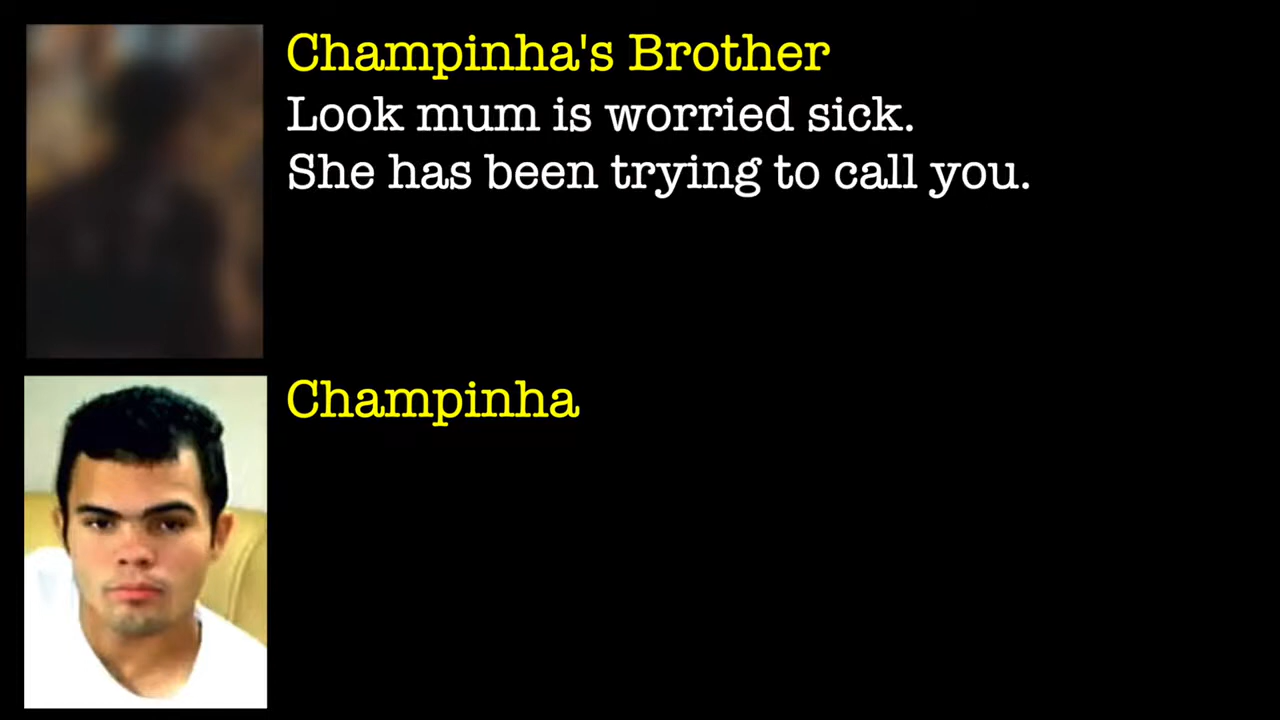 Champinha's Brother
Look mum is worried sick.
She has been trying to call you.
Champinha